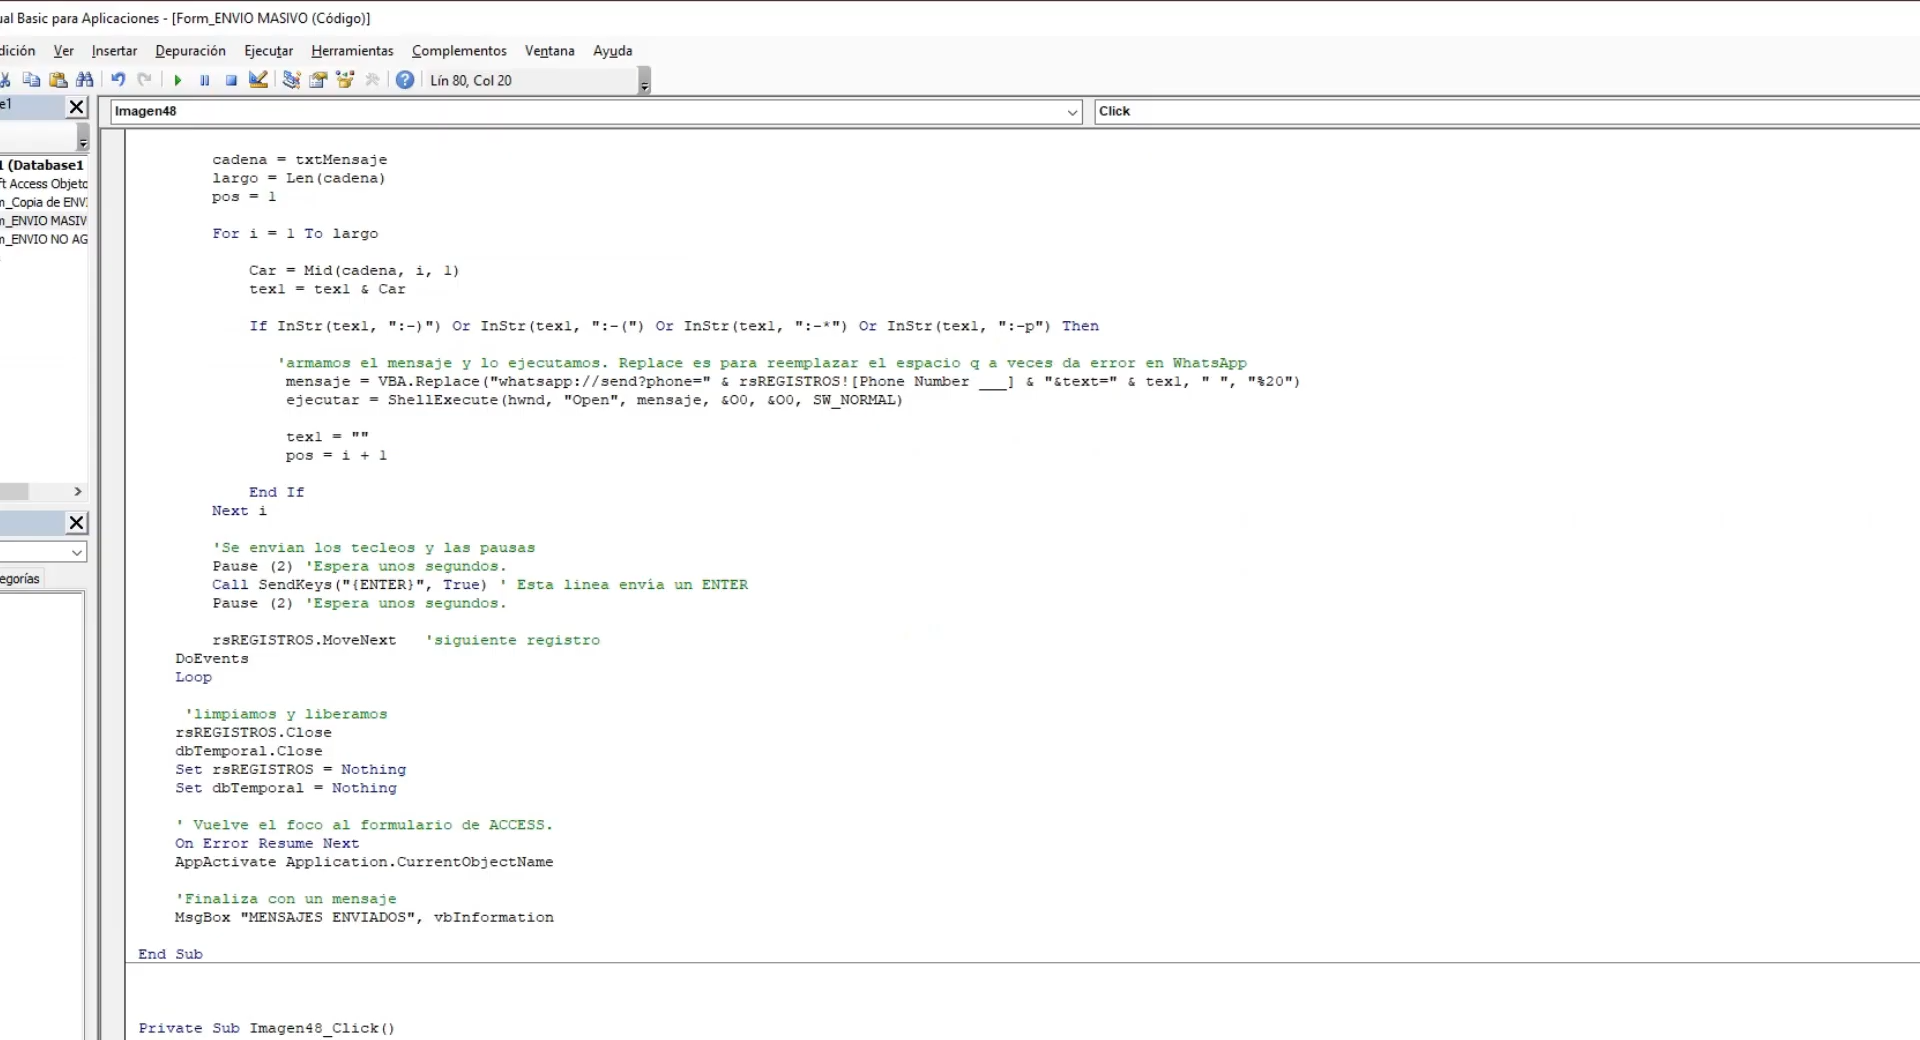 ual Basic para Aplicaciones - [Form_ENVIO MASIVO (Código)]
dición Ver Insertar Depuración Ejecutar Herramientas Complementos Ventana Ayuda
Lín 80, Col 20
e1
Imagen48
Click
1 (Database1
ft Access Objeto
m_Copia de ENVI
m_ENVIO MASIV
m_ENVIO NO AG
egorías
cadena = txtMensaje
largo = Len(cadena)
pos = 1
For i = 1 To largo
Car = Mid(cadena, i, 1)
tex1 = tex1 & Car
If InStr(tex1, ":-)") Or InStr(tex1, ":-(") Or InStr(tex1, ":-*") Or InStr(tex1, ":-p") Then
'armamos el mensaje y lo ejecutamos. Replace es para reemplazar el espacio q a veces da error en WhatsApp
mensaje = VBA.Replace("whatsapp://send?phone=" & rsREGISTROS![Phone Number ___] & "&text=" & tex1, " ", "%20")
ejecutar = ShellExecute(hwnd, "Open", mensaje, &O0, &O0, SW_NORMAL)
tex1 = ""
pos = i + 1
End If
Next i
'Se envian los tecleos y las pausas
Pause (2) 'Espera unos segundos.
Call SendKeys("{ENTER}", True) ' Esta linea envía un ENTER
Pause (2) 'Espera unos segundos.
rsREGISTROS.MoveNext 'siguiente registro
DoEvents
Loop
'limpiamos y liberamos
rsREGISTROS.Close
dbTemporal.Close
Set rsREGISTROS = Nothing
Set dbTemporal = Nothing
' Vuelve el foco al formulario de ACCESS.
On Error Resume Next
AppActivate Application.CurrentObjectName
'Finaliza con un mensaje
MsgBox "MENSAJES ENVIADOS", vbInformation
End Sub
Private Sub Imagen48_Click()